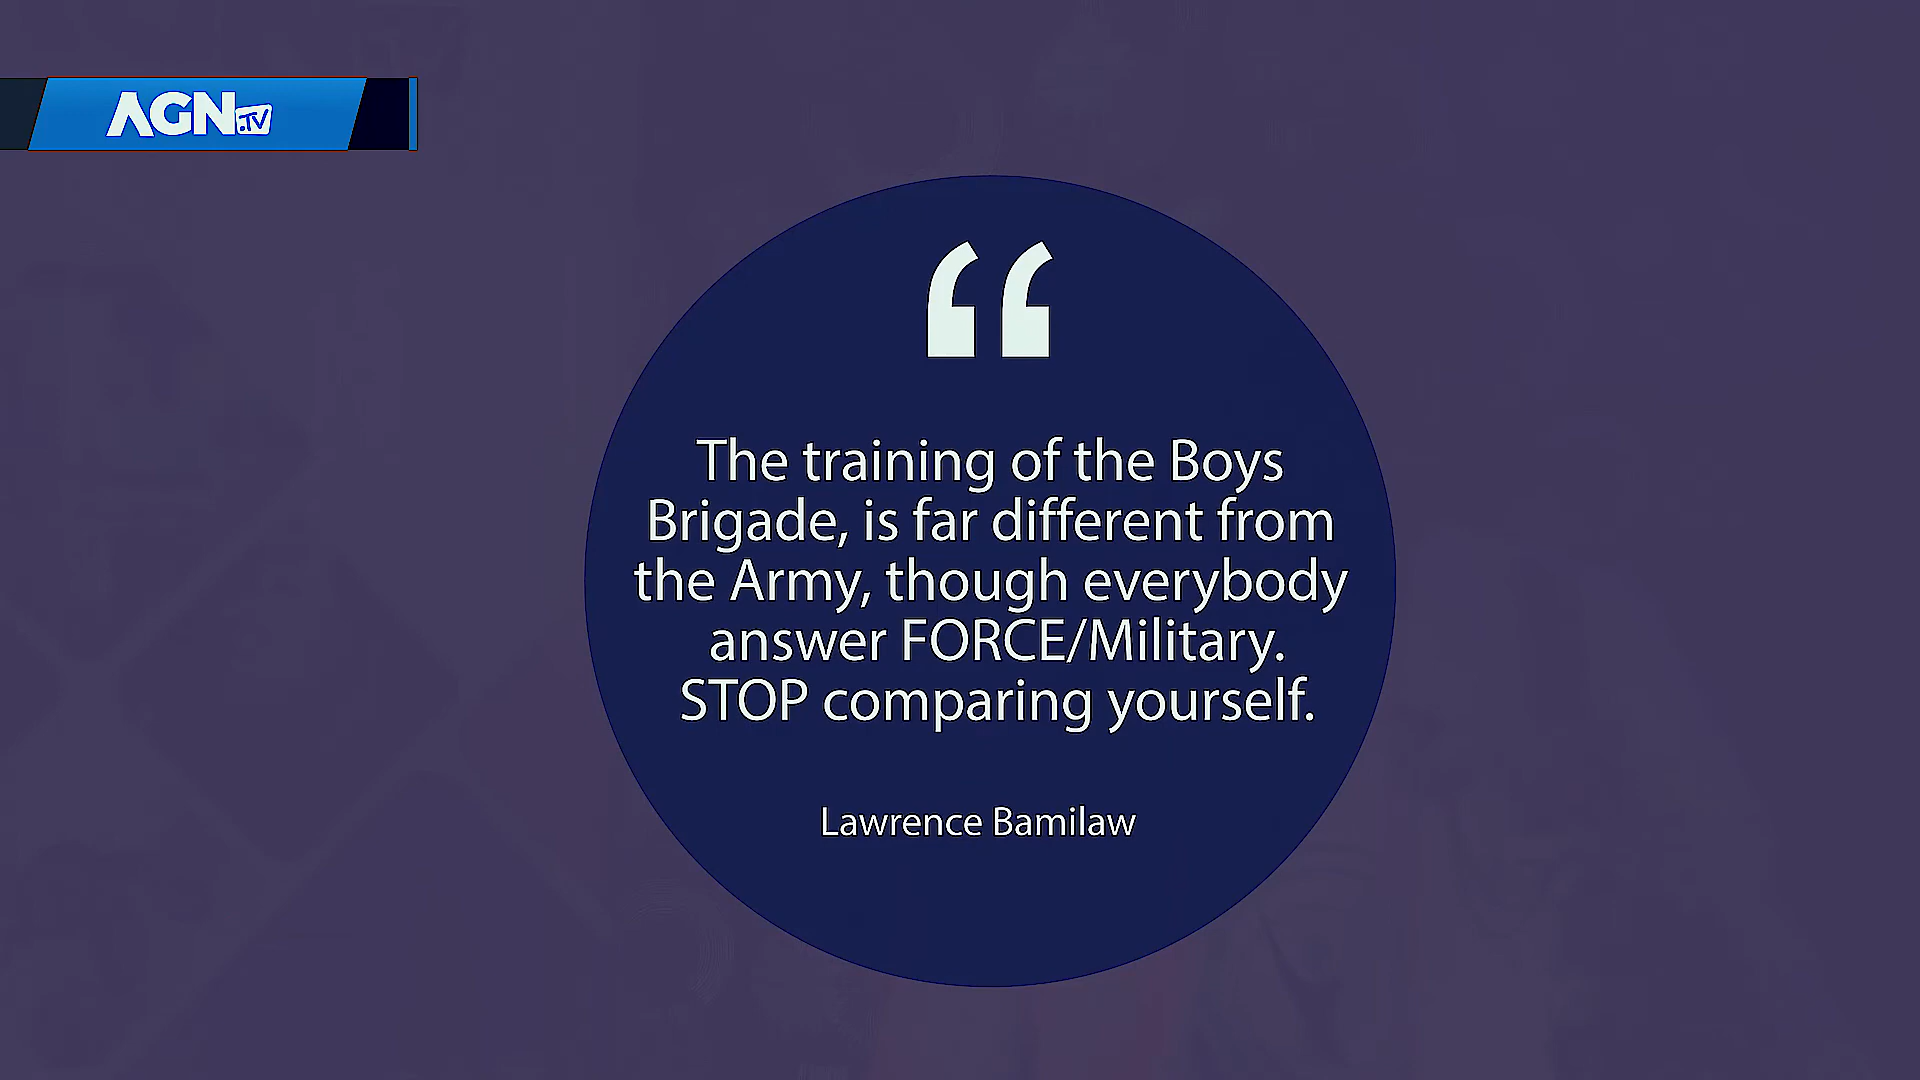 AGN.TV
The training of the Boys
Brigade, is far different from
the Army, though everybody
answer FORCE/Military.
STOP comparing yourself.
Lawrence Bamilaw